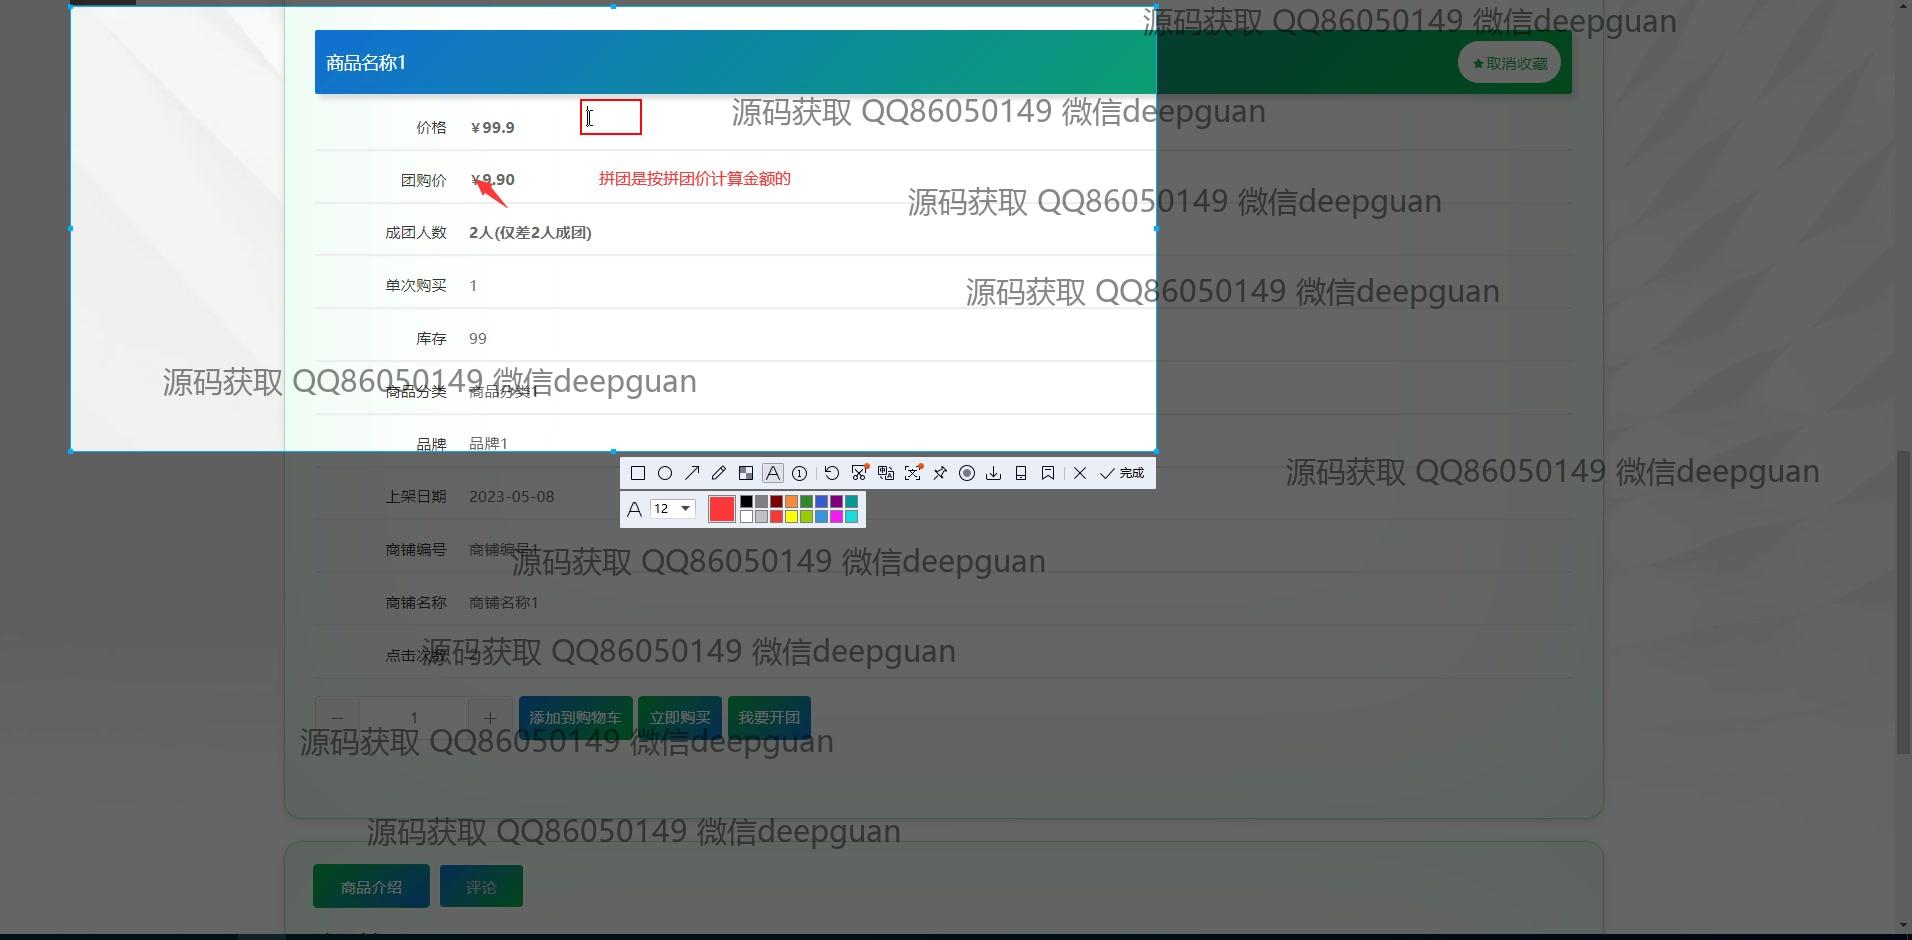 源码获取 QQ86050149 微信deepguan
商品名称1
★取消收藏
价格 ￥99.9
源码获取 QQ86050149 微信deepguan
团购价 ￥9.90 拼团是按拼团价计算金额的
源码获取 QQ86050149 微信deepguan
成团人数 2人(仅差2人成团)
单次购买 1
源码获取 QQ86050149 微信deepguan
库存 99
源码获取 QQ86050149 微信deepguan
商品分类 商品分类1
品牌 品牌1
完成
源码获取 QQ86050149 微信deepguan
上架日期 2023-05-08
A 12
商铺编号 商铺编号1
源码获取 QQ86050149 微信deepguan
商铺名称 商铺名称1
点击次数
源码获取 QQ86050149 微信deepguan
1 添加到购物车 立即购买 我要开团
源码获取 QQ86050149 微信deepguan
源码获取 QQ86050149 微信deepguan
商品介绍 评论